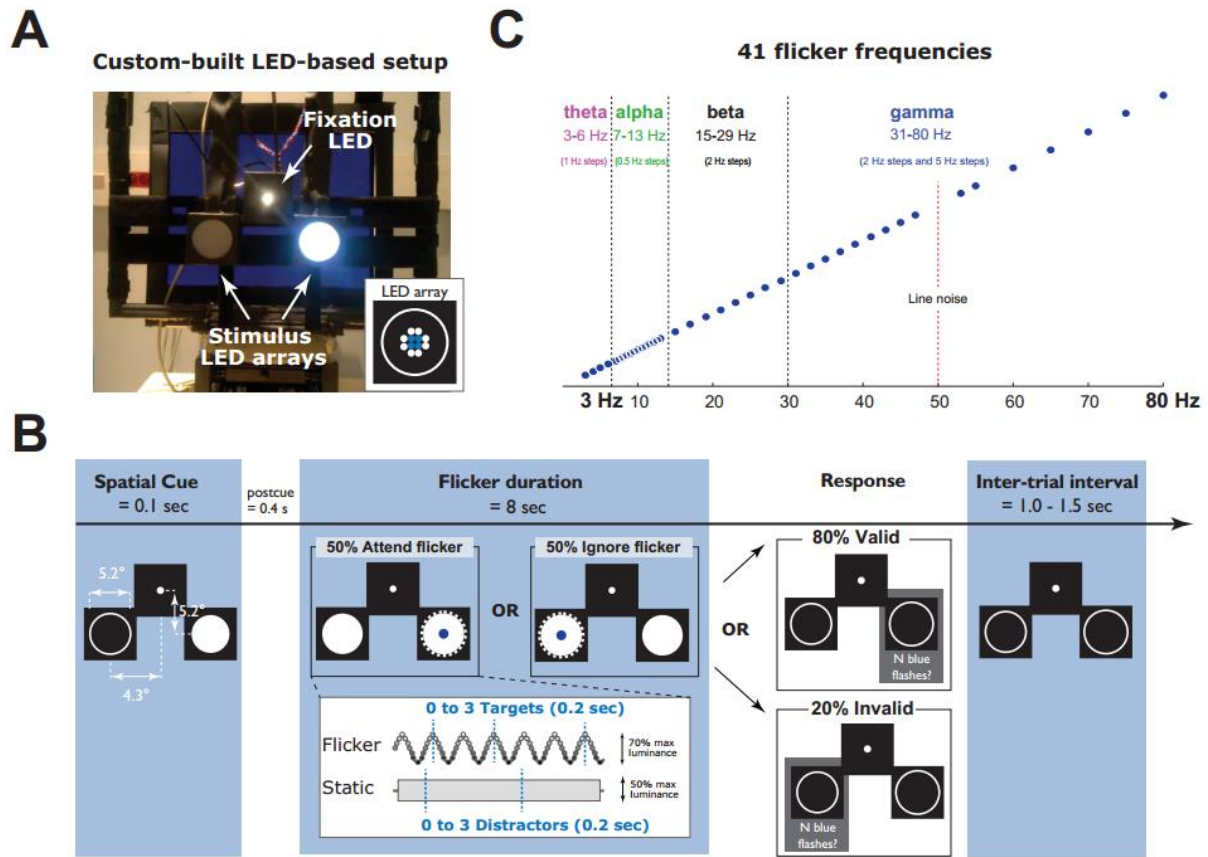 A
Custom-built LED-based setup
Fixation
LED
Stimulus
LED arrays
LED array
C
41 flicker frequencies
theta
3-6 Hz
(1 Hz steps)
alpha
7-13 Hz
(0.5 Hz steps)
beta
15-29 Hz
(2 Hz steps)
gamma
31-80 Hz
(2 Hz steps and 5 Hz steps)
Line noise
3 Hz 10 20 30 40 50 60 70 80 Hz
B
Spatial Cue
= 0.1 sec
postcue
= 0.4 s
Flicker duration
= 8 sec
Response
Inter-trial interval
= 1.0 - 1.5 sec
5.2°
5.2°
4.3°
50% Attend flicker
OR
50% Ignore flicker
0 to 3 Targets (0.2 sec)
Flicker
70% max
luminance
Static
50% max
luminance
0 to 3 Distractors (0.2 sec)
80% Valid
N blue
flashes?
OR
20% Invalid
N blue
flashes?